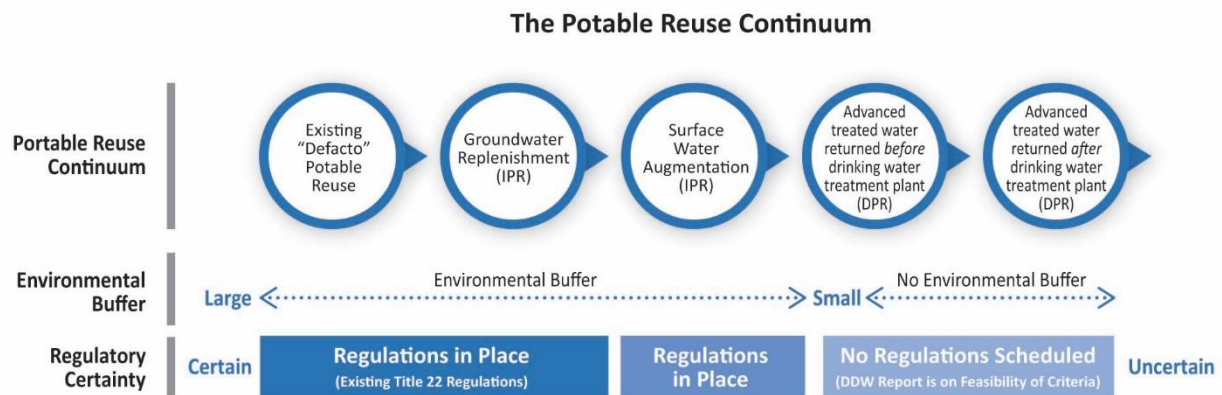 The Potable Reuse Continuum
Portable Reuse
Continuum
Existing
"Defacto"
Potable
Reuse
Groundwater
Replenishment
(IPR)
Surface
Water
Augmentation
(IPR)
Advanced
treated water
returned before
drinking water
treatment plant
(DPR)
Advanced
treated water
returned after
drinking water
treatment plant
(DPR)
Environmental
Buffer
Large
Environmental Buffer
Small
No Environmental Buffer
Regulatory
Certainty
Certain
Regulations in Place
(Existing Title 22 Regulations)
Regulations
in Place
No Regulations Scheduled
(DDW Report is on Feasibility of Criteria)
Uncertain